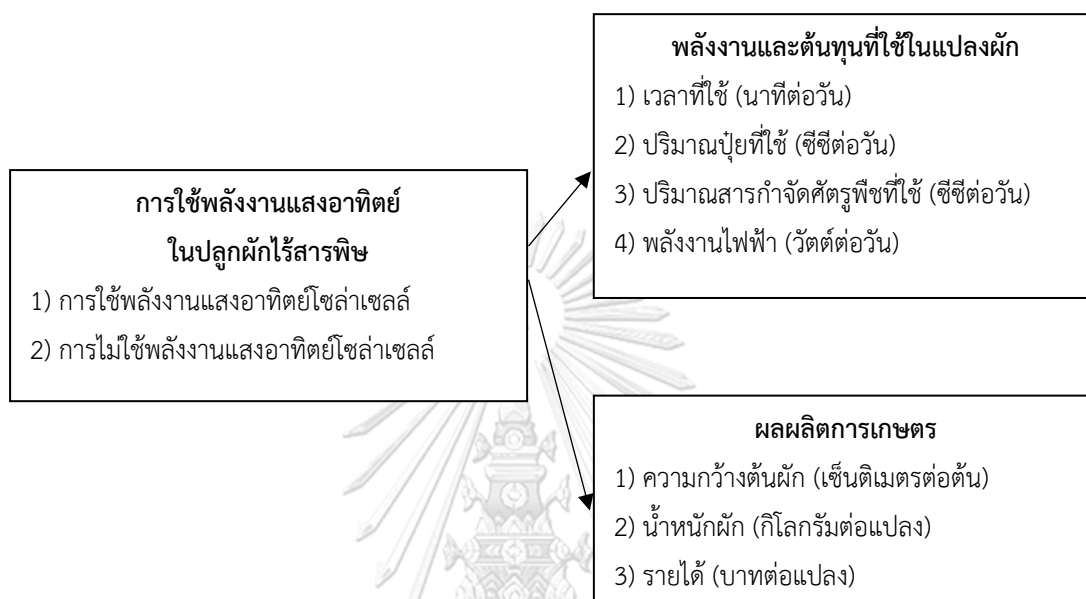 การใช้พลังงานแสงอาทิตย์
ในปลูกผักไร้สารพิษ
1) การใช้พลังงานแสงอาทิตย์โซล่าเซลล์
2) การไม่ใช้พลังงานแสงอาทิตย์โซล่าเซลล์
พลังงานและต้นทุนที่ใช้ในแปลงผัก
1) เวลาที่ใช้ (นาทีต่อวัน)
2) ปริมาณปุ๋ยที่ใช้ (ซีซีต่อวัน)
3) ปริมาณสารกำจัดศัตรูพืชที่ใช้ (ซีซีต่อวัน)
4) พลังงานไฟฟ้า (วัตต์ต่อวัน)
ผลผลิตการเกษตร
1) ความกว้างต้นผัก (เซ็นติเมตรต่อต้น)
2) น้ำหนักผัก (กิโลกรัมต่อแปลง)
3) รายได้ (บาทต่อแปลง)